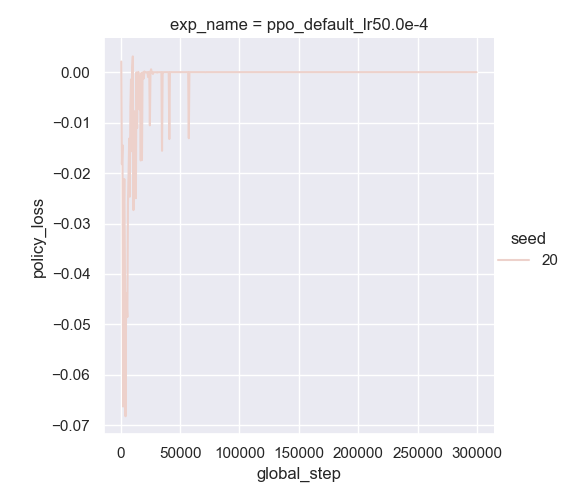 exp_name = ppo_default_lr50.0e-4
0.00
−0.01
−0.02
−0.03
−0.04
−0.05
−0.06
−0.07
policy_loss
0 50000 100000 150000 200000 250000 300000
global_step
seed
20